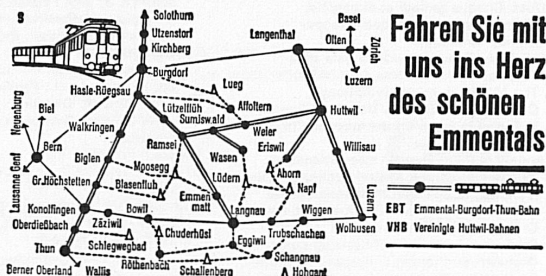 S
Solothurn
Utzenstorf
Kirchberg
Burgdorf
Langenthal
Basel
Olten
Zürich
Luzern
Hasle-Rüegsau
Lueg
Affoltern
Lützelflüh
Sumiswald
Huttwil
Neuenburg
Biel
Walkringen
Ramsei
Weier
Eriswil
Willisau
Bern
Biglen
Moosegg
Wasen
Ahorn
Lausanne Genf
Gr. Höchstetten
Blasenfluh
Lüdern
Napf
Emmenmatt
Konolfingen
Bowil
Langnau
Wiggen
Wolhusen
Luzern
Oberdießbach
Zäziwil
Chuderhüsi
Trubschachen
Thun
Schlegwegbad
Eggiwil
Schangnau
Berner Oberland
Wallis
Röthenbach
Schallenberg
Hohgant
Fahren Sie mit
uns ins Herz
des schönen
Emmentals
EBT Emmental-Burgdorf-Thun-Bahn
VHB Vereinigte Huttwil-Bahnen